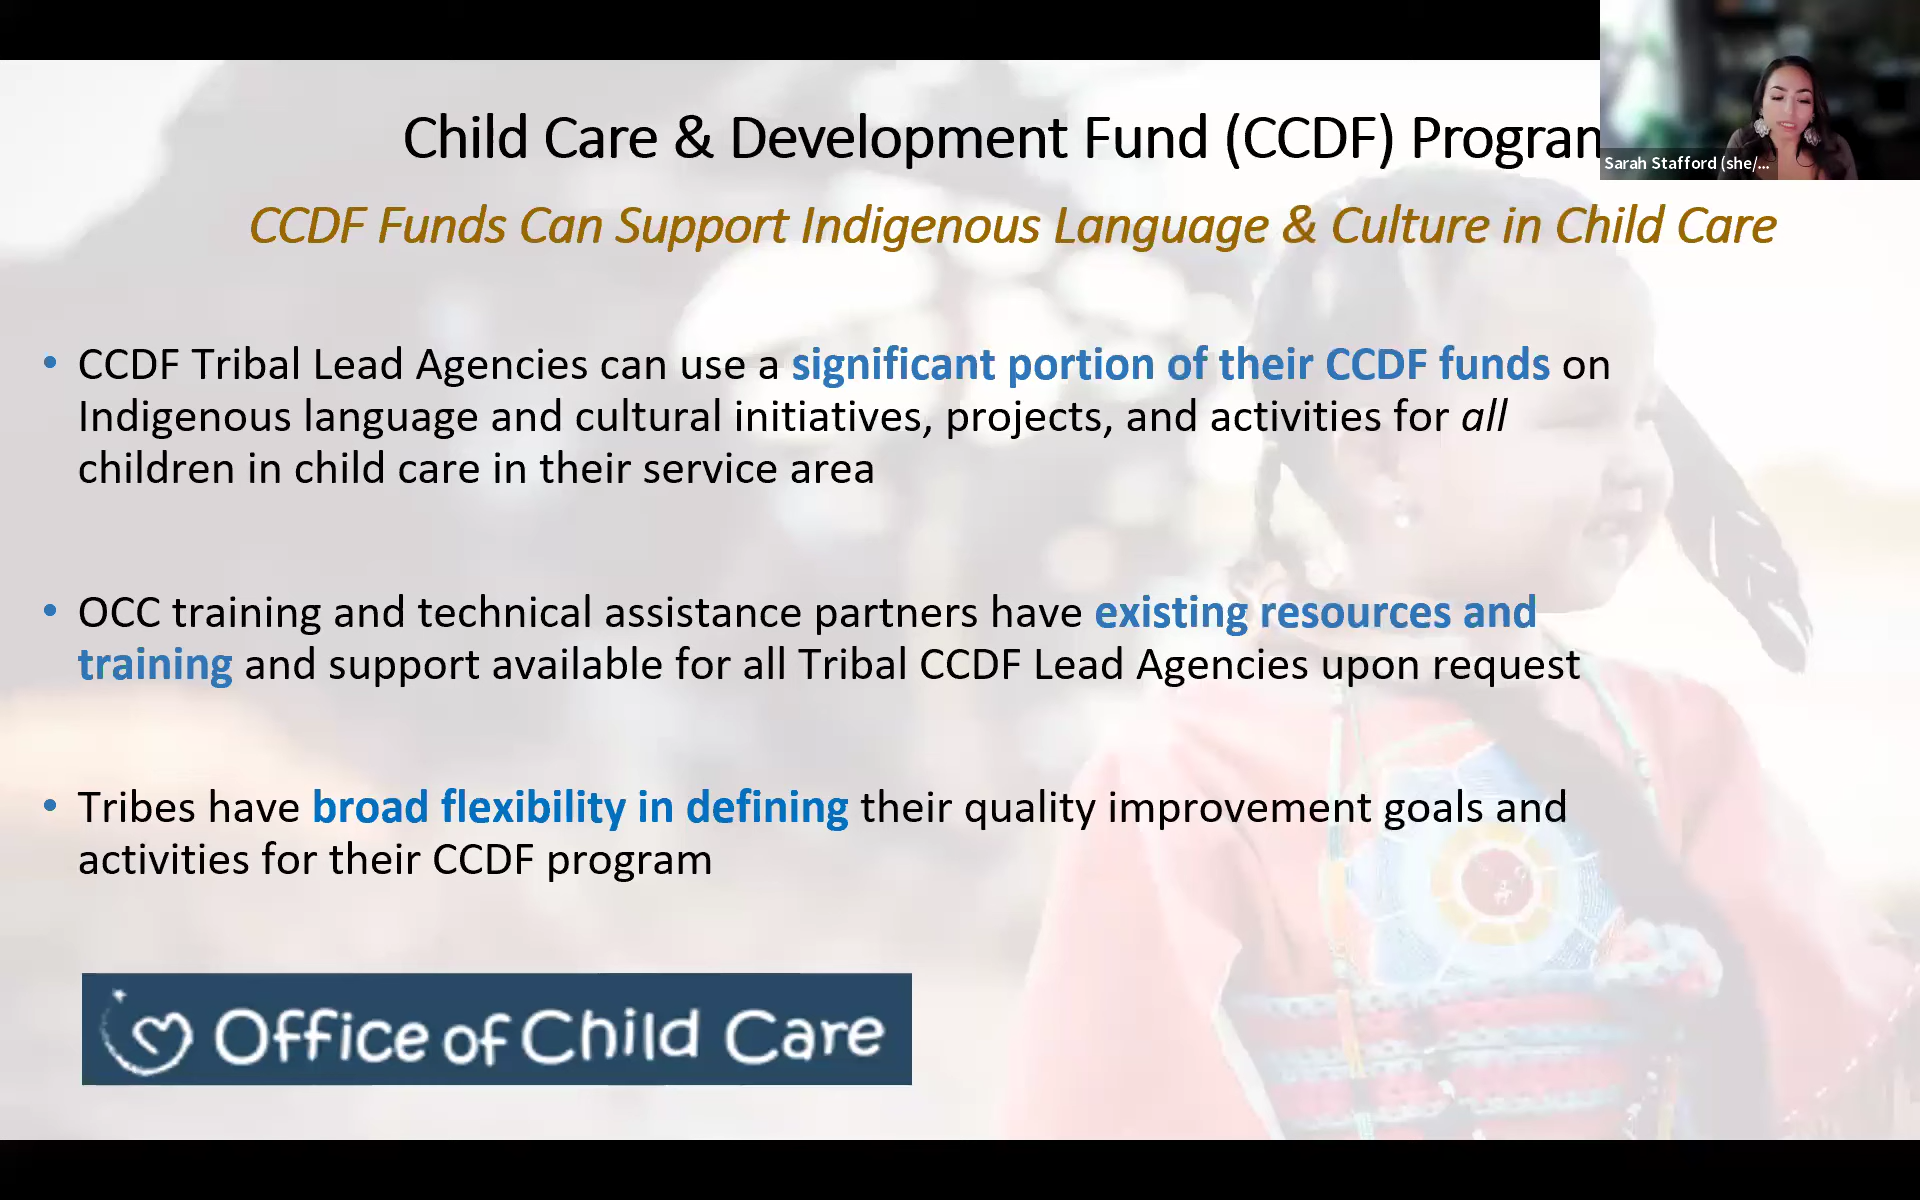 Child Care & Development Fund (CCDF) Program
Sarah Stafford (she/...
CCDF Funds Can Support Indigenous Language & Culture in Child Care
• CCDF Tribal Lead Agencies can use a significant portion of their CCDF funds on
Indigenous language and cultural initiatives, projects, and activities for all
children in child care in their service area
• OCC training and technical assistance partners have existing resources and
training and support available for all Tribal CCDF Lead Agencies upon request
• Tribes have broad flexibility in defining their quality improvement goals and
activities for their CCDF program
Office of Child Care